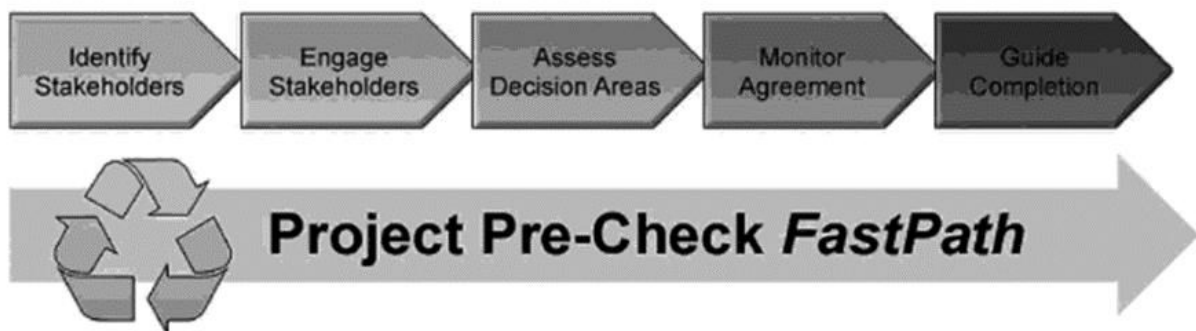 Identify
Stakeholders
Engage
Stakeholders
Assess
Decision Areas
Monitor
Agreement
Guide
Completion
Project Pre-Check FastPath